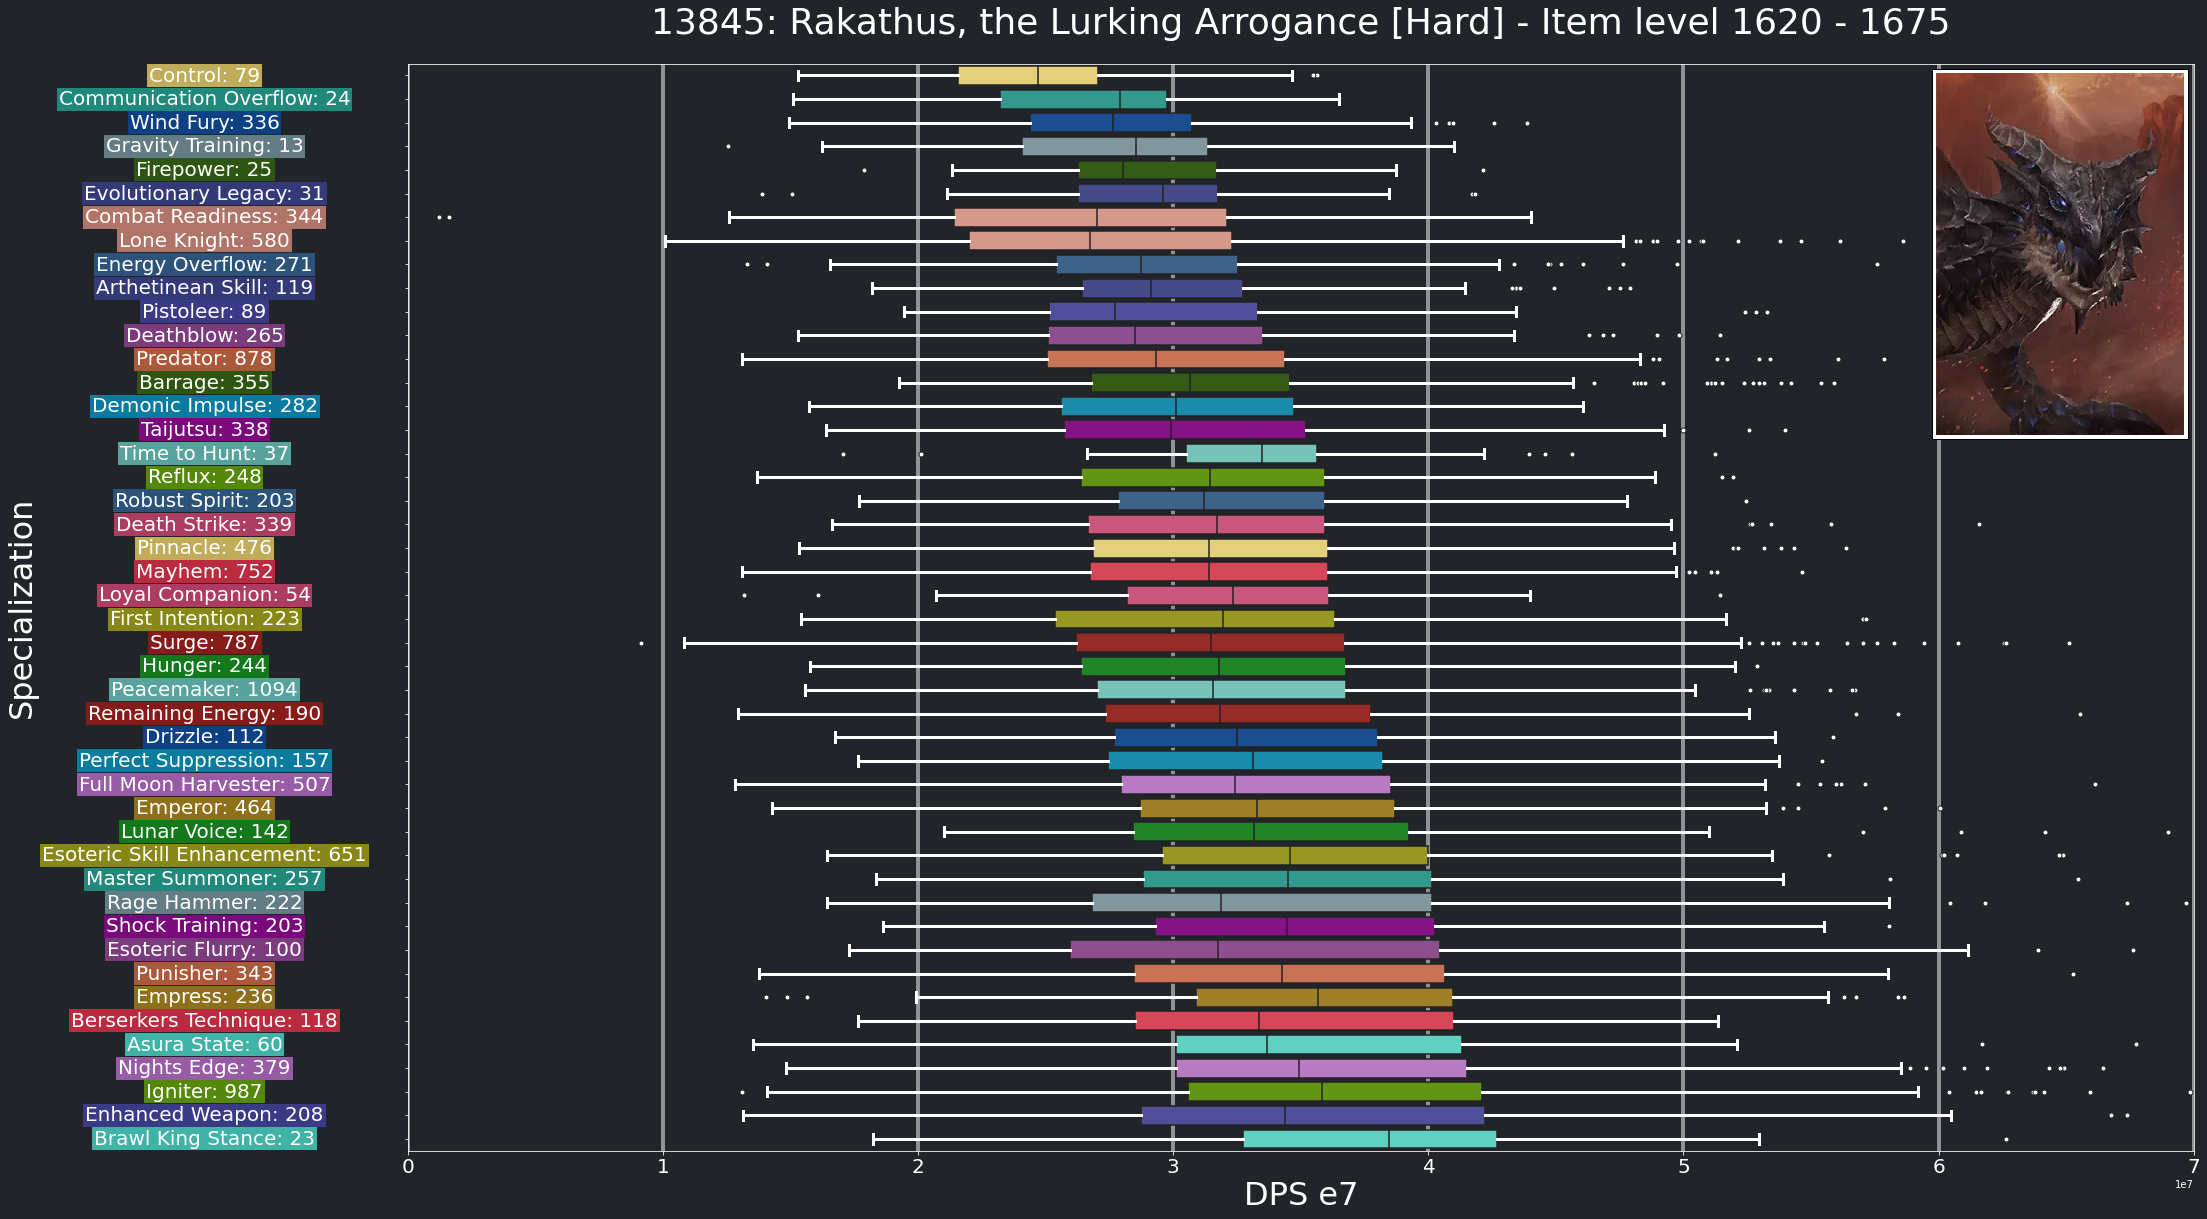 13845: Rakathus, the Lurking Arrogance [Hard] - Item level 1620 - 1675
Control: 79
Communication Overflow: 24
Wind Fury: 336
Gravity Training: 13
Firepower: 25
Evolutionary Legacy: 31
Combat Readiness: 344
Lone Knight: 580
Energy Overflow: 271
Arthetinean Skill: 119
Pistoleer: 89
Deathblow: 265
Predator: 878
Barrage: 355
Demonic Impulse: 282
Taijutsu: 338
Time to Hunt: 37
Reflux: 248
Robust Spirit: 203
Death Strike: 339
Pinnacle: 476
Mayhem: 752
Loyal Companion: 54
First Intention: 223
Surge: 787
Hunger: 244
Peacemaker: 1094
Remaining Energy: 190
Drizzle: 112
Perfect Suppression: 157
Full Moon Harvester: 507
Emperor: 464
Lunar Voice: 142
Esoteric Skill Enhancement: 651
Master Summoner: 257
Rage Hammer: 222
Shock Training: 203
Esoteric Flurry: 100
Punisher: 343
Empress: 236
Berserkers Technique: 118
Asura State: 60
Nights Edge: 379
Igniter: 987
Enhanced Weapon: 208
Brawl King Stance: 23
Specialization
0 1 2 3 4 5 6 7
1e7
DPS e7